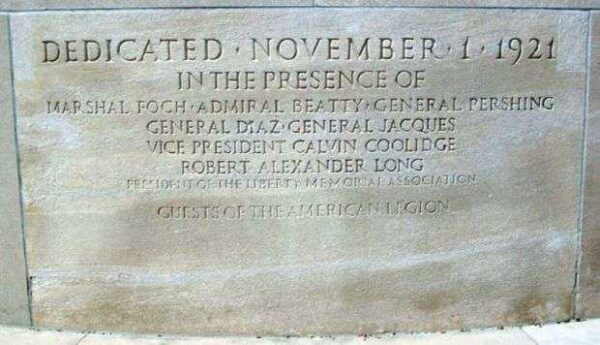 DEDICATED · NOVEMBER · 1 · 1921
IN THE PRESENCE OF
MARSHAL FOCH · ADMIRAL BEATTY · GENERAL PERSHING
GENERAL DIAZ · GENERAL JACQUES
VICE PRESIDENT CALVIN COOLIDGE
ROBERT ALEXANDER LONG
PRESIDENT OF THE LIBERTY MEMORIAL ASSOCIATION
GUESTS OF THE AMERICAN LEGION